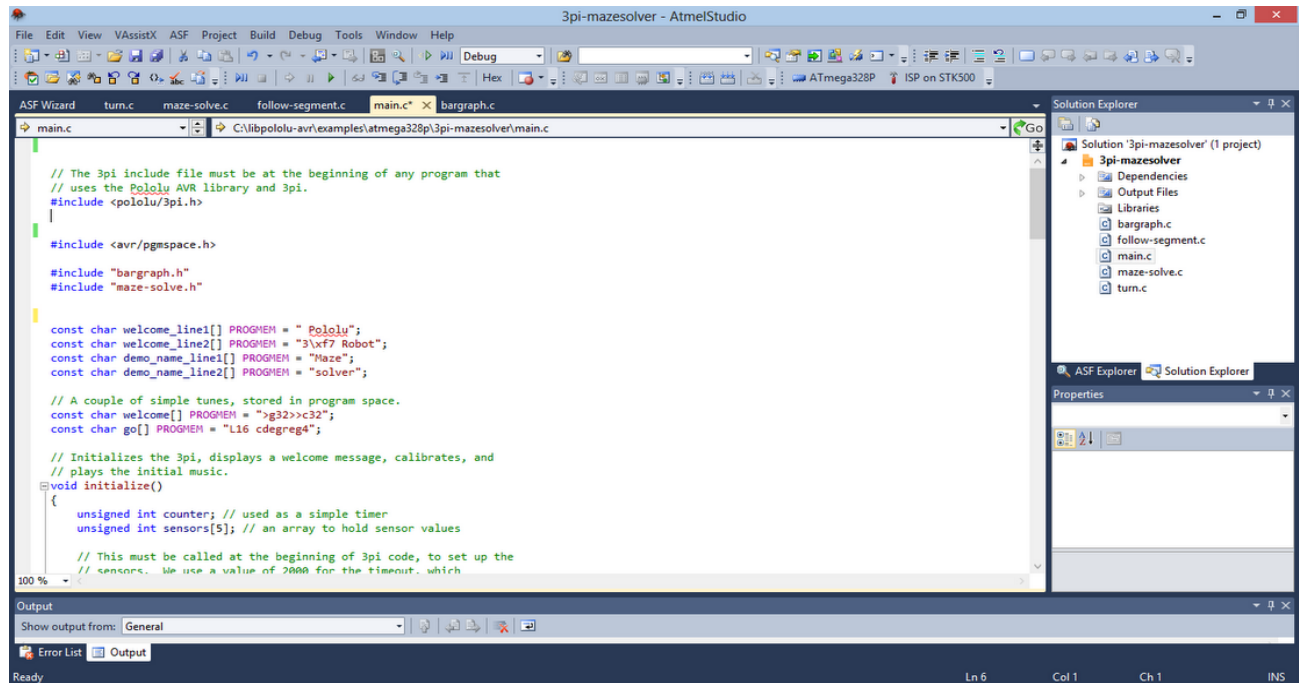 3pi-mazesolver - AtmelStudio
File Edit View VAssistX ASF Project Build Debug Tools Window Help
Debug
Hex ATmega328P ISP on STK500
ASF Wizard turn.c maze-solve.c follow-segment.c main.c* bargraph.c
main.c C:\libpololu-avr\examples\atmega328p\3pi-mazesolver\main.c Go
// The 3pi include file must be at the beginning of any program that
// uses the Pololu AVR library and 3pi.
#include <pololu/3pi.h>
#include <avr/pgmspace.h>
#include "bargraph.h"
#include "maze-solve.h"
const char welcome_line1[] PROGMEM = " Pololu";
const char welcome_line2[] PROGMEM = "3\xf7 Robot";
const char demo_name_line1[] PROGMEM = "Maze";
const char demo_name_line2[] PROGMEM = "solver";
// A couple of simple tunes, stored in program space.
const char welcome[] PROGMEM = ">g32>>c32";
const char go[] PROGMEM = "L16 cdegreg4";
// Initializes the 3pi, displays a welcome message, calibrates, and
// plays the initial music.
void initialize()
{
unsigned int counter; // used as a simple timer
unsigned int sensors[5]; // an array to hold sensor values
// This must be called at the beginning of 3pi code, to set up the
// sensors. We use a value of 2000 for the timeout, which
100 %
Solution Explorer
Solution '3pi-mazesolver' (1 project)
3pi-mazesolver
Dependencies
Output Files
Libraries
bargraph.c
follow-segment.c
main.c
maze-solve.c
turn.c
ASF Explorer Solution Explorer
Properties
Output
Show output from: General
Error List Output
Ready Ln 6 Col 1 Ch 1 INS